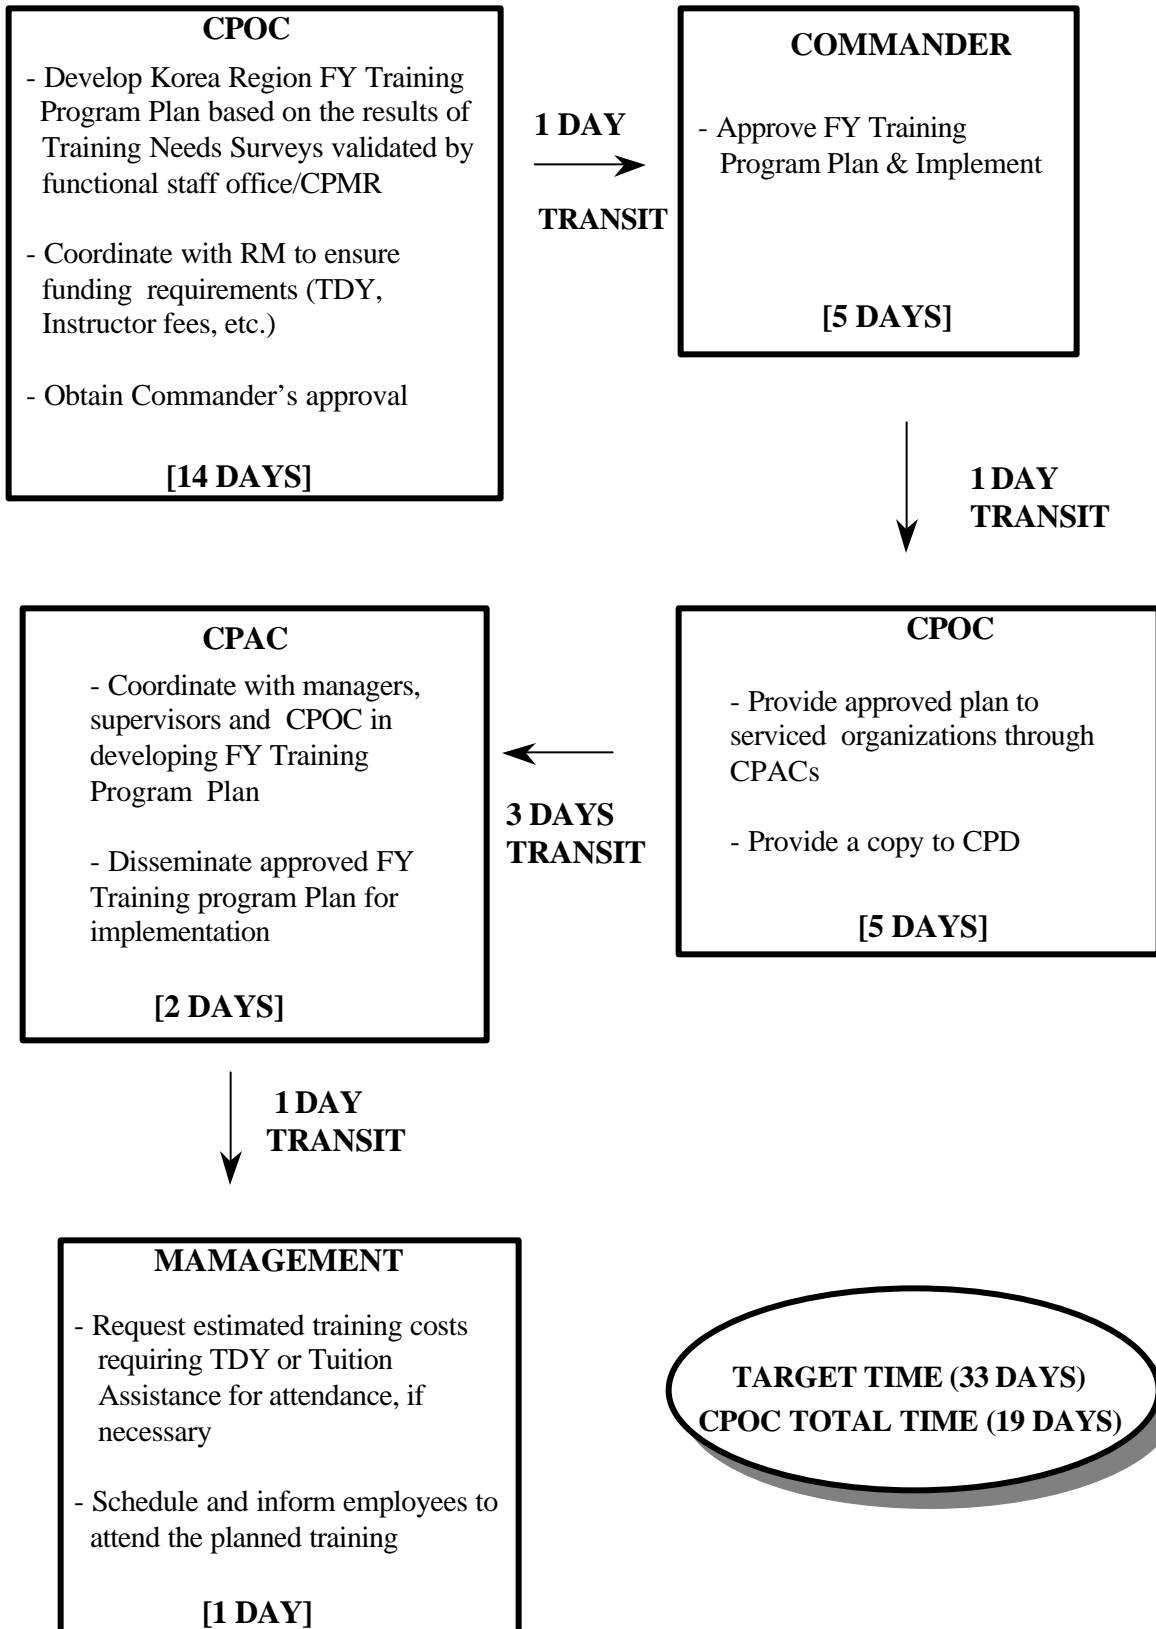 CPOC
- Develop Korea Region FY Training
Program Plan based on the results of
Training Needs Surveys validated by
functional staff office/CPMR
- Coordinate with RM to ensure
funding requirements (TDY,
Instructor fees, etc.)
- Obtain Commander’s approval
[14 DAYS]
1 DAY
TRANSIT
COMMANDER
- Approve FY Training
Program Plan & Implement
[5 DAYS]
1 DAY
TRANSIT
CPOC
- Provide approved plan to
serviced organizations through
CPACs
- Provide a copy to CPD
[5 DAYS]
3 DAYS
TRANSIT
CPAC
- Coordinate with managers,
supervisors and CPOC in
developing FY Training
Program Plan
- Disseminate approved FY
Training program Plan for
implementation
[2 DAYS]
1 DAY
TRANSIT
MAMAGEMENT
- Request estimated training costs
requiring TDY or Tuition
Assistance for attendance, if
necessary
- Schedule and inform employees to
attend the planned training
[1 DAY]
TARGET TIME (33 DAYS)
CPOC TOTAL TIME (19 DAYS)